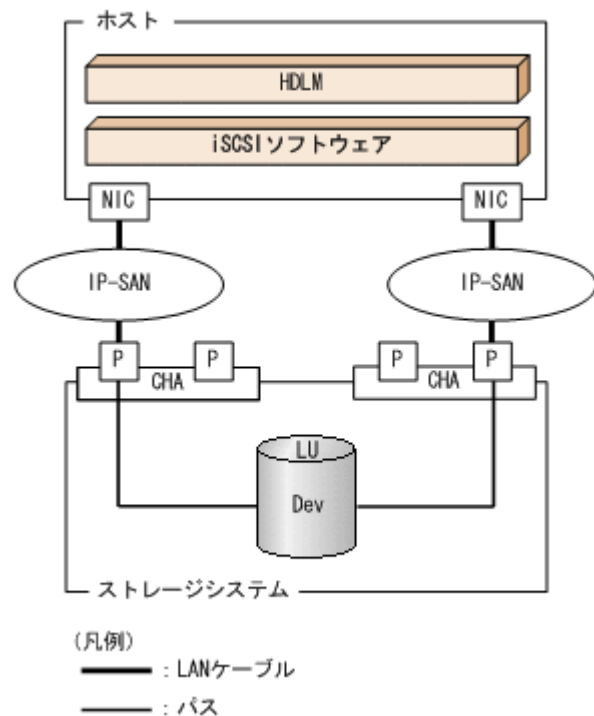 ホスト
HDLM
iSCSIソフトウェア
NIC
NIC
IP-SAN
IP-SAN
P
P
P
P
CHA
CHA
LU
Dev
ストレージシステム
(凡例)
: LANケーブル
: パス